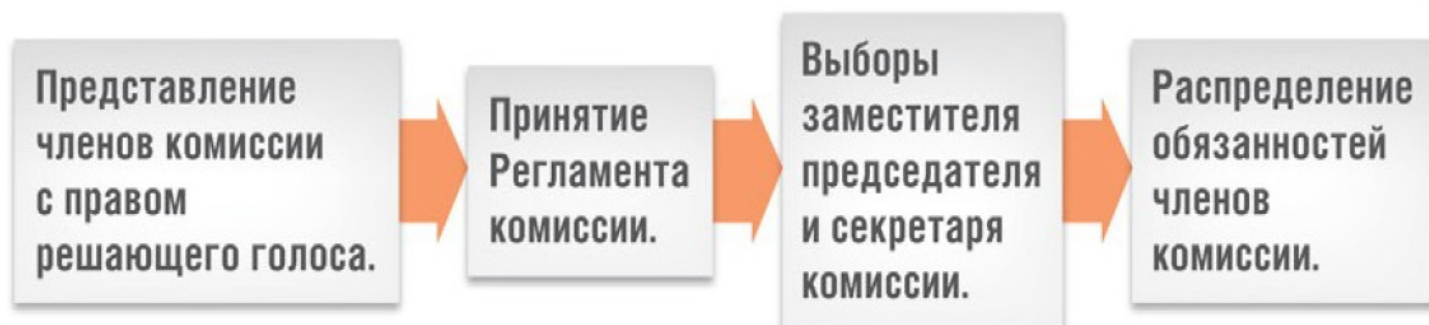 Представление
членов комиссии
с правом
решающего голоса.
Принятие
Регламента
комиссии.
Выборы
заместителя
председателя
и секретаря
комиссии.
Распределение
обязанностей
членов
комиссии.